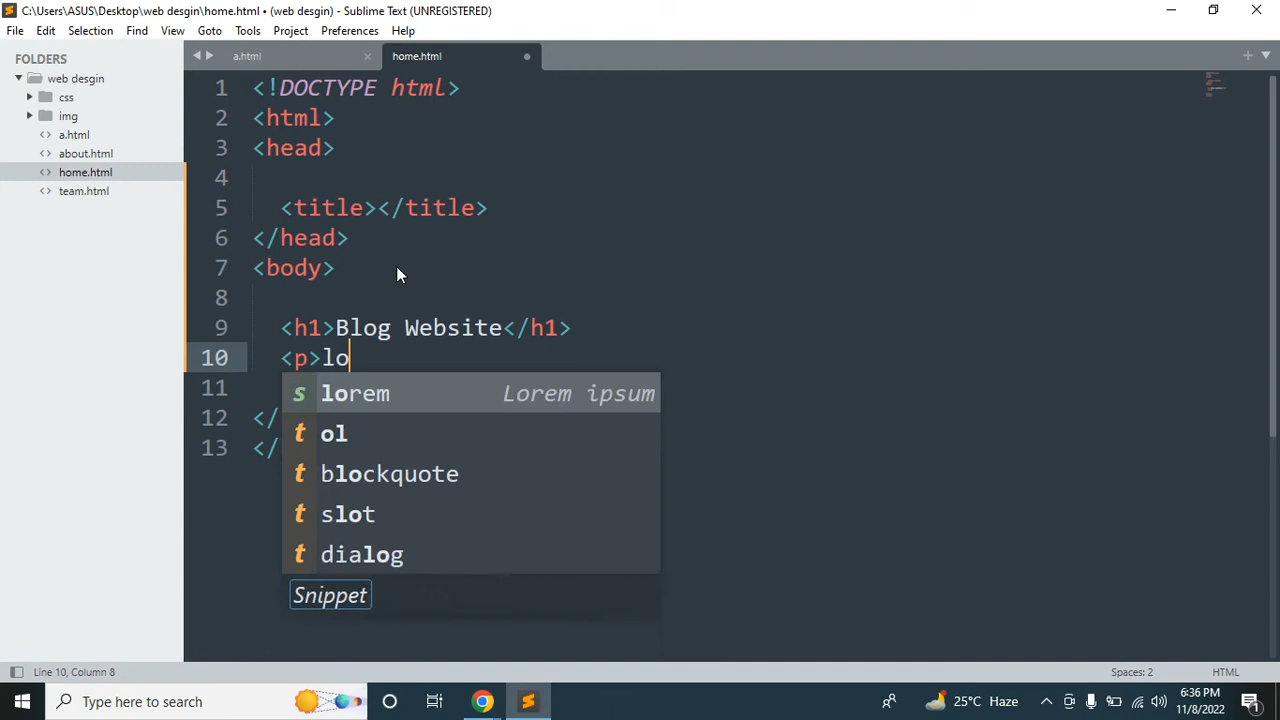 C:\Users\ASUS\Desktop\web desgin\home.html • (web desgin) - Sublime Text (UNREGISTERED)
File Edit Selection Find View Goto Tools Project Preferences Help
FOLDERS
web desgin
css
img
a.html
about.html
home.html
team.html
a.html
home.html
1 <!DOCTYPE html>
2 <html>
3 <head>
4
5 <title></title>
6 </head>
7 <body>
8
9 <h1>Blog Website</h1>
10 <p>lo
11
12 </
13 </
s lorem Lorem ipsum
t ol
t blockquote
t slot
t dialog
Snippet
Line 10, Column 8
Spaces: 2
HTML
Type here to search
25°C Haze
6:36 PM
11/8/2022
1